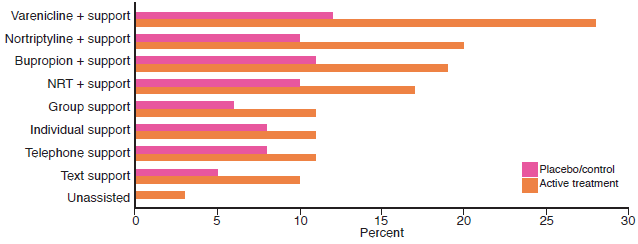 Varenicline + support
Nortriptyline + support
Bupropion + support
NRT + support
Group support
Individual support
Telephone support
Text support
Unassisted
Placebo/control
Active treatment
0 5 10 15 20 25 30
Percent